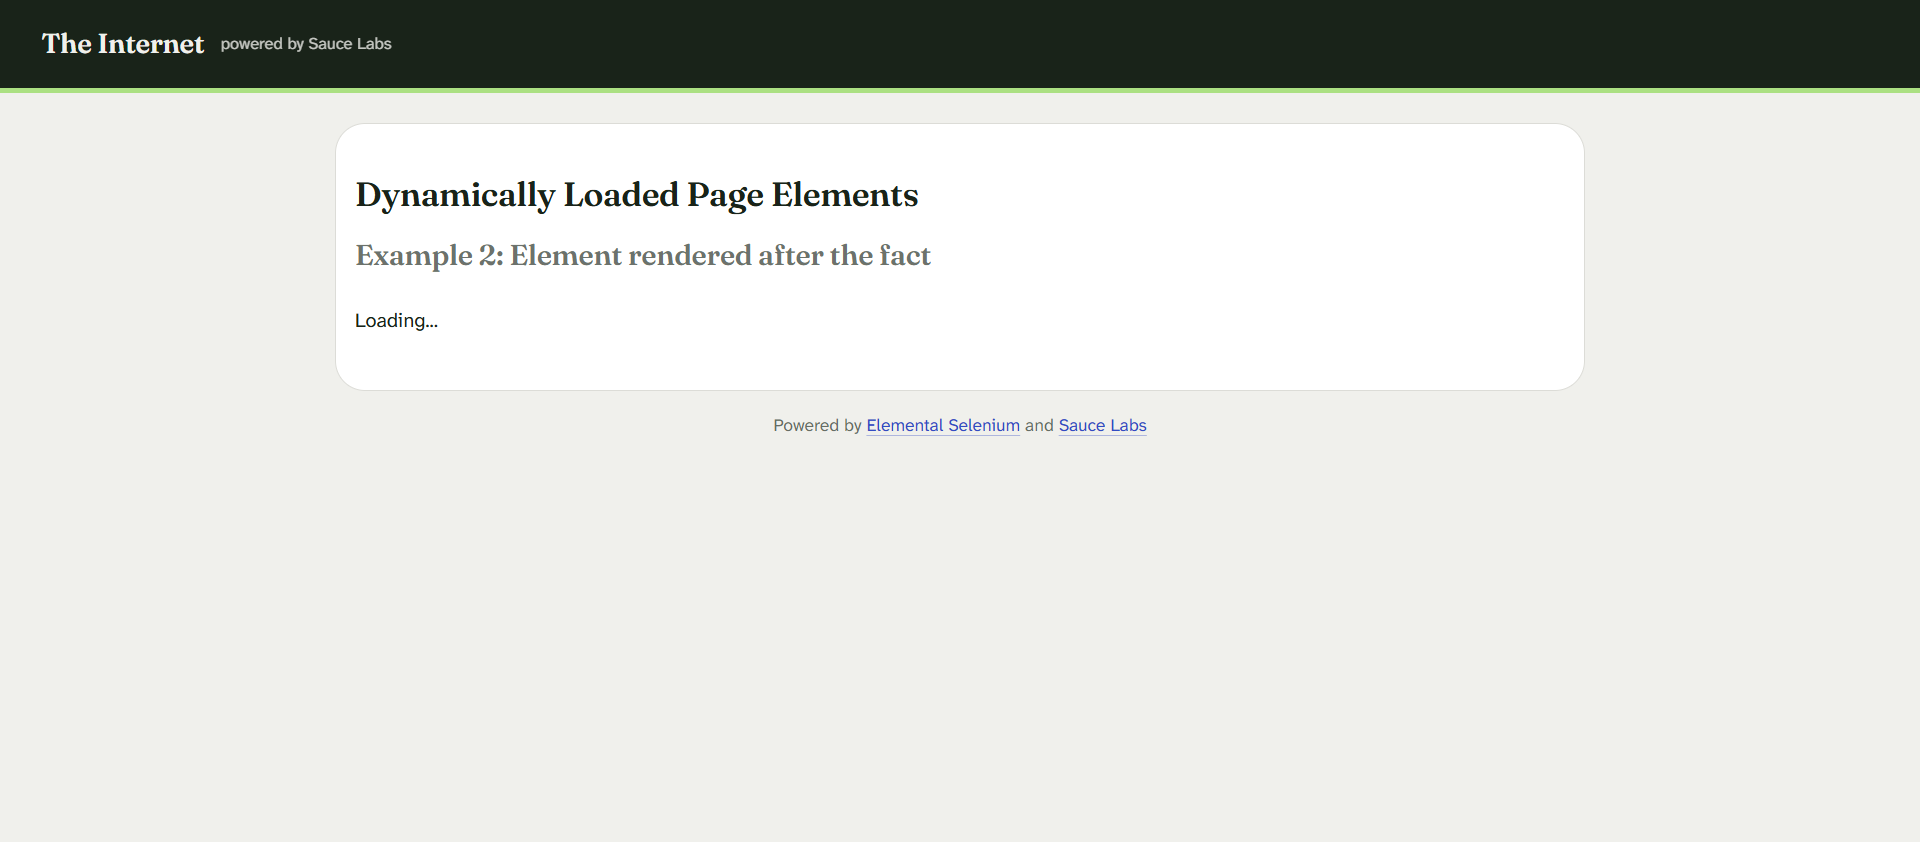 The Internet powered by Sauce Labs
Dynamically Loaded Page Elements
Example 2: Element rendered after the fact
Loading...
Powered by Elemental Selenium and Sauce Labs